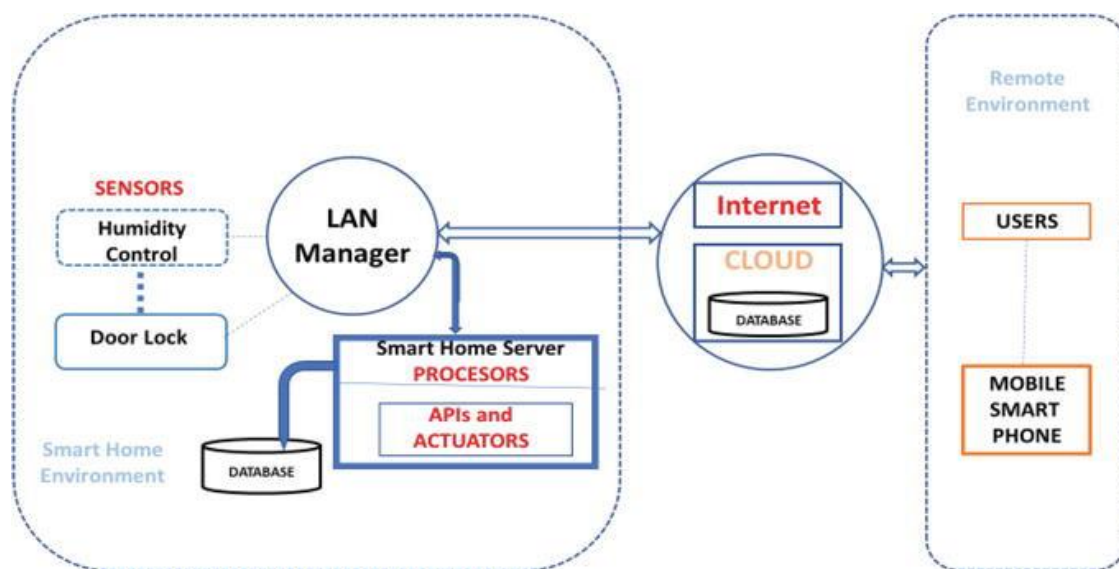 SENSORS
Humidity
Control
Door Lock
LAN
Manager
Smart Home Server
PROCESORS
APIs and
ACTUATORS
DATABASE
Smart Home
Environment
Internet
CLOUD
DATABASE
Remote
Environment
USERS
MOBILE
SMART
PHONE